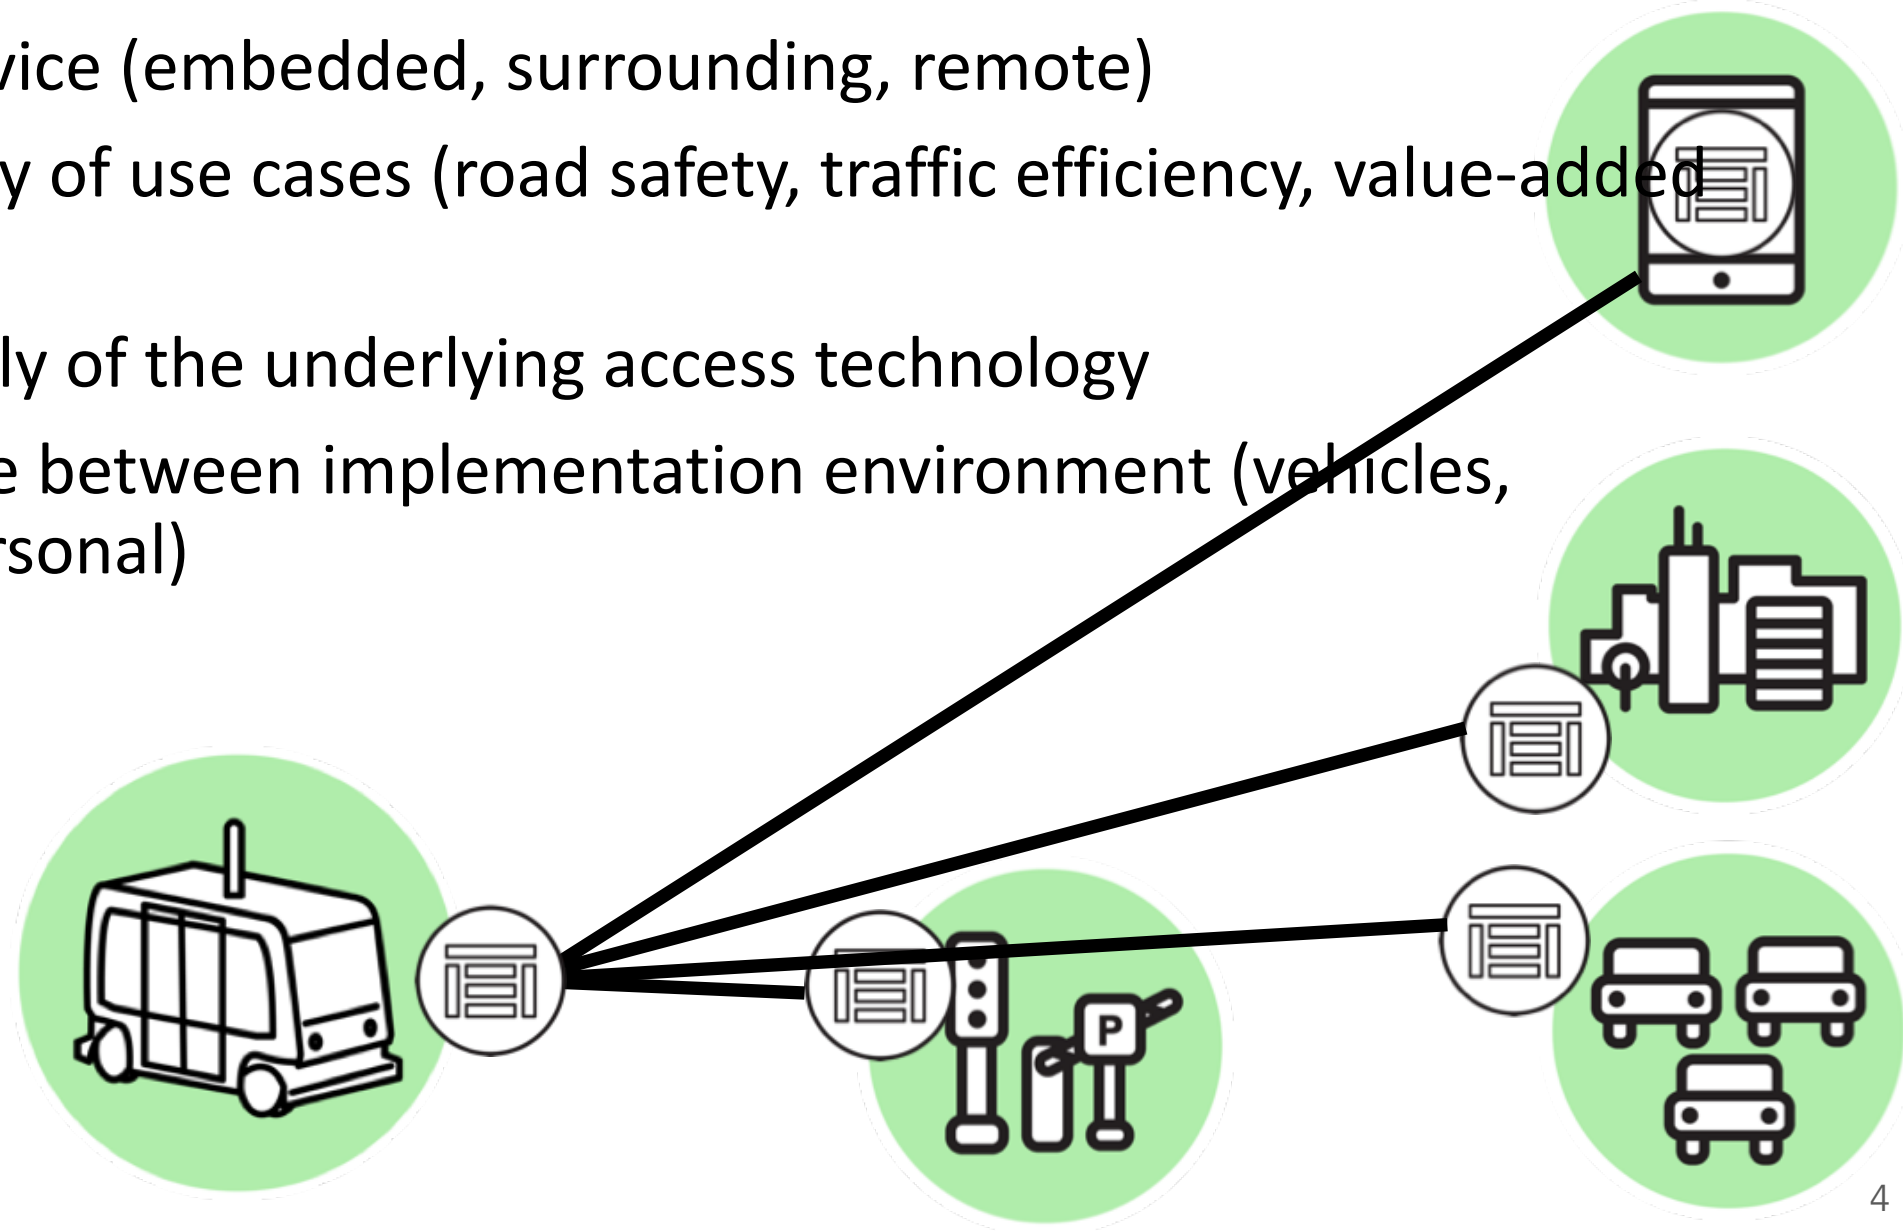 vice (embedded, surrounding, remote)
y of use cases (road safety, traffic efficiency, value-added
ly of the underlying access technology
e between implementation environment (vehicles,
rsonal)
P
4